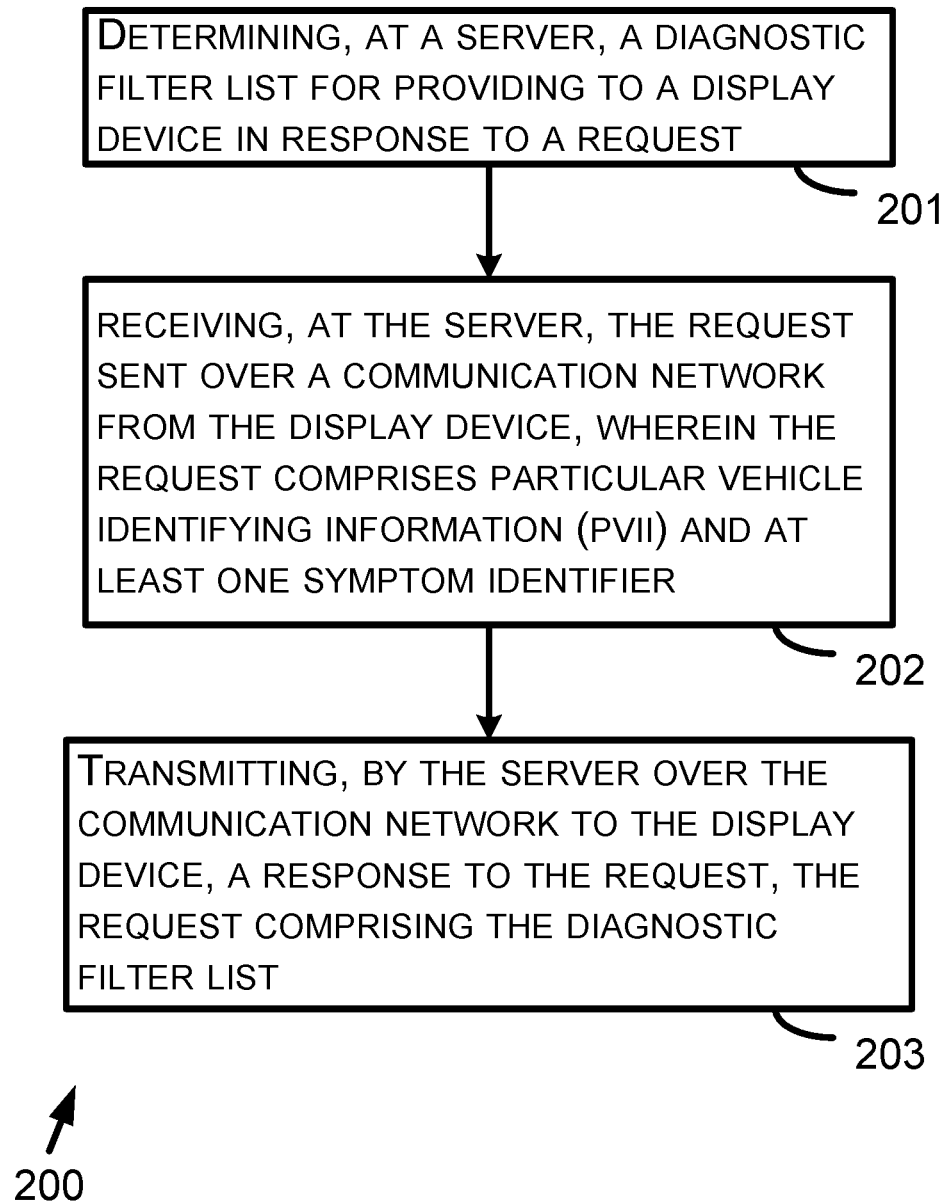 DETERMINING, AT A SERVER, A DIAGNOSTIC
FILTER LIST FOR PROVIDING TO A DISPLAY
DEVICE IN RESPONSE TO A REQUEST
201
RECEIVING, AT THE SERVER, THE REQUEST
SENT OVER A COMMUNICATION NETWORK
FROM THE DISPLAY DEVICE, WHEREIN THE
REQUEST COMPRISES PARTICULAR VEHICLE
IDENTIFYING INFORMATION (PVII) AND AT
LEAST ONE SYMPTOM IDENTIFIER
202
TRANSMITTING, BY THE SERVER OVER THE
COMMUNICATION NETWORK TO THE DISPLAY
DEVICE, A RESPONSE TO THE REQUEST, THE
REQUEST COMPRISING THE DIAGNOSTIC
FILTER LIST
203
200